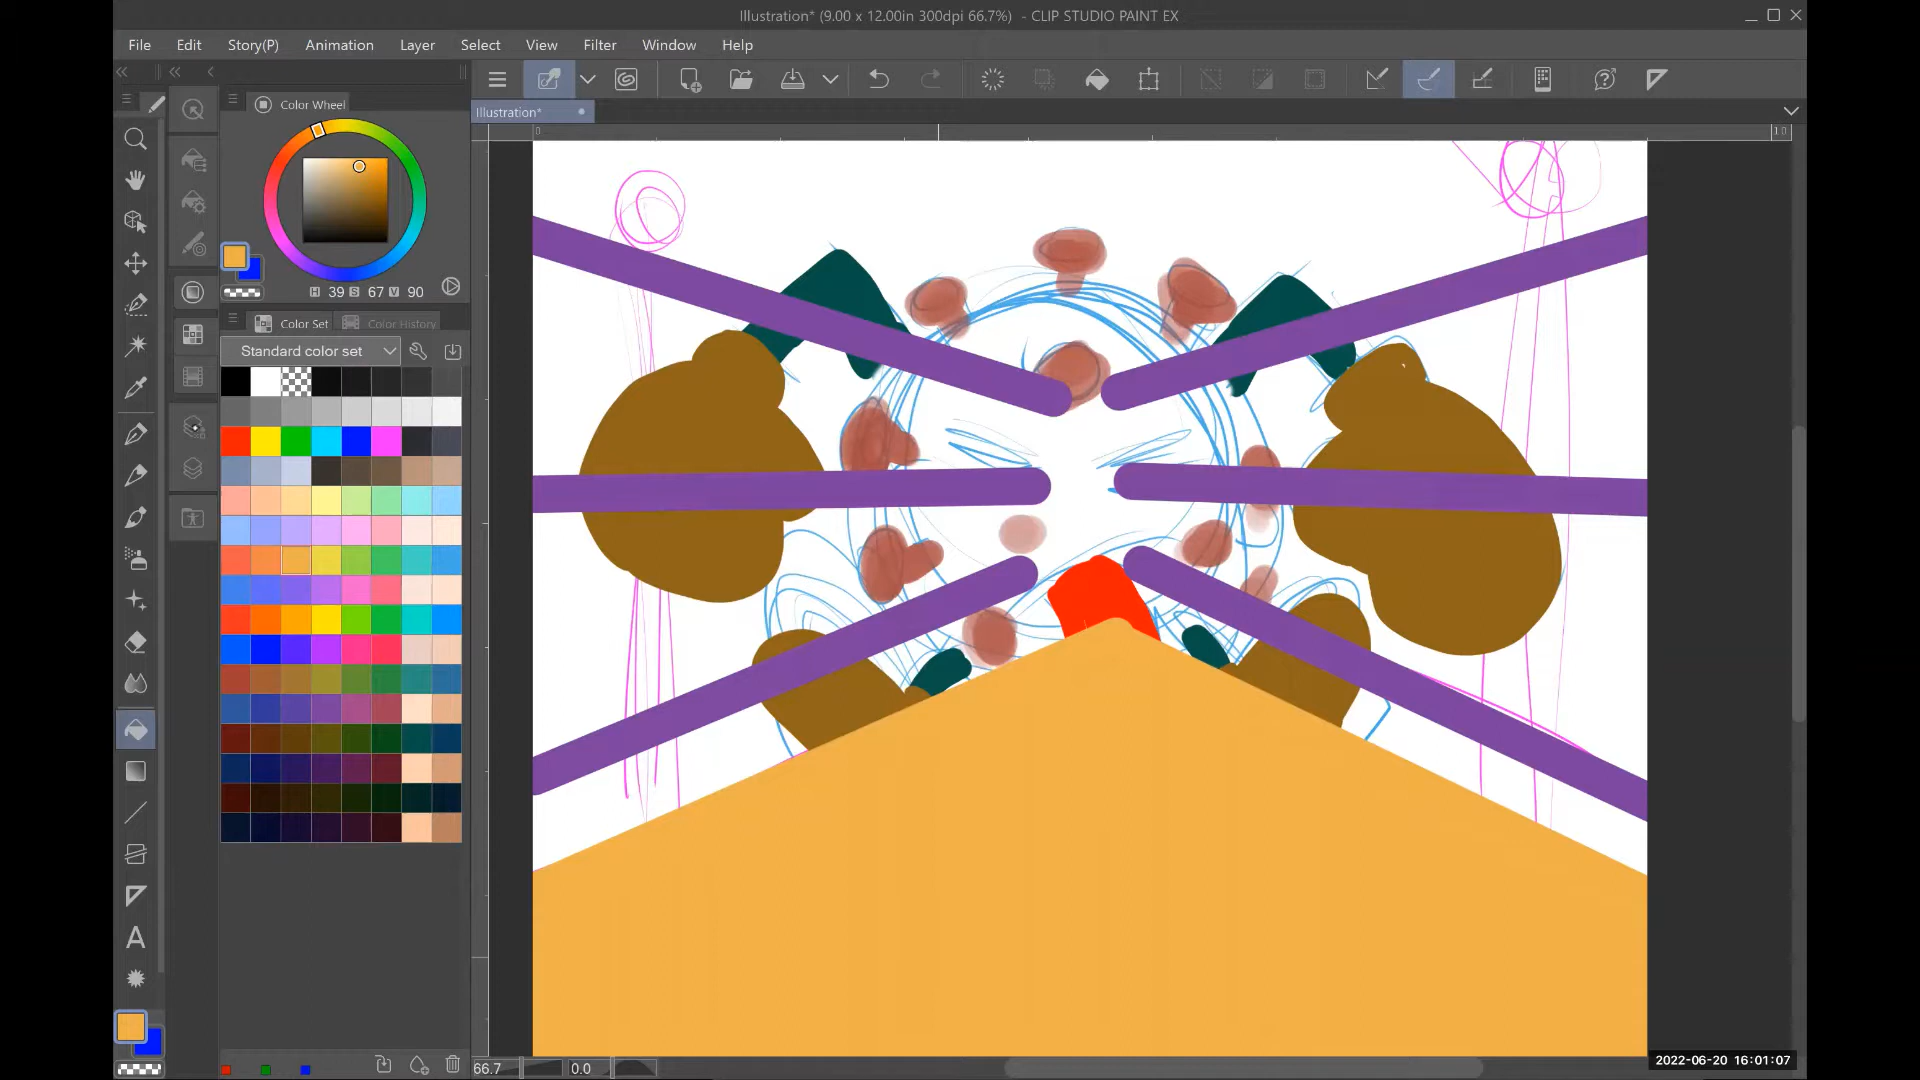 Illustration* (9.00 x 12.00in 300dpi 66.7%) - CLIP STUDIO PAINT EX
File Edit Story(P) Animation Layer Select View Filter Window Help
Color Wheel
Illustration*
0
10
H 39 S 67 V 90
Color Set
Color History
Standard color set
A
66.7
0.0
2022-06-20 16:01:07